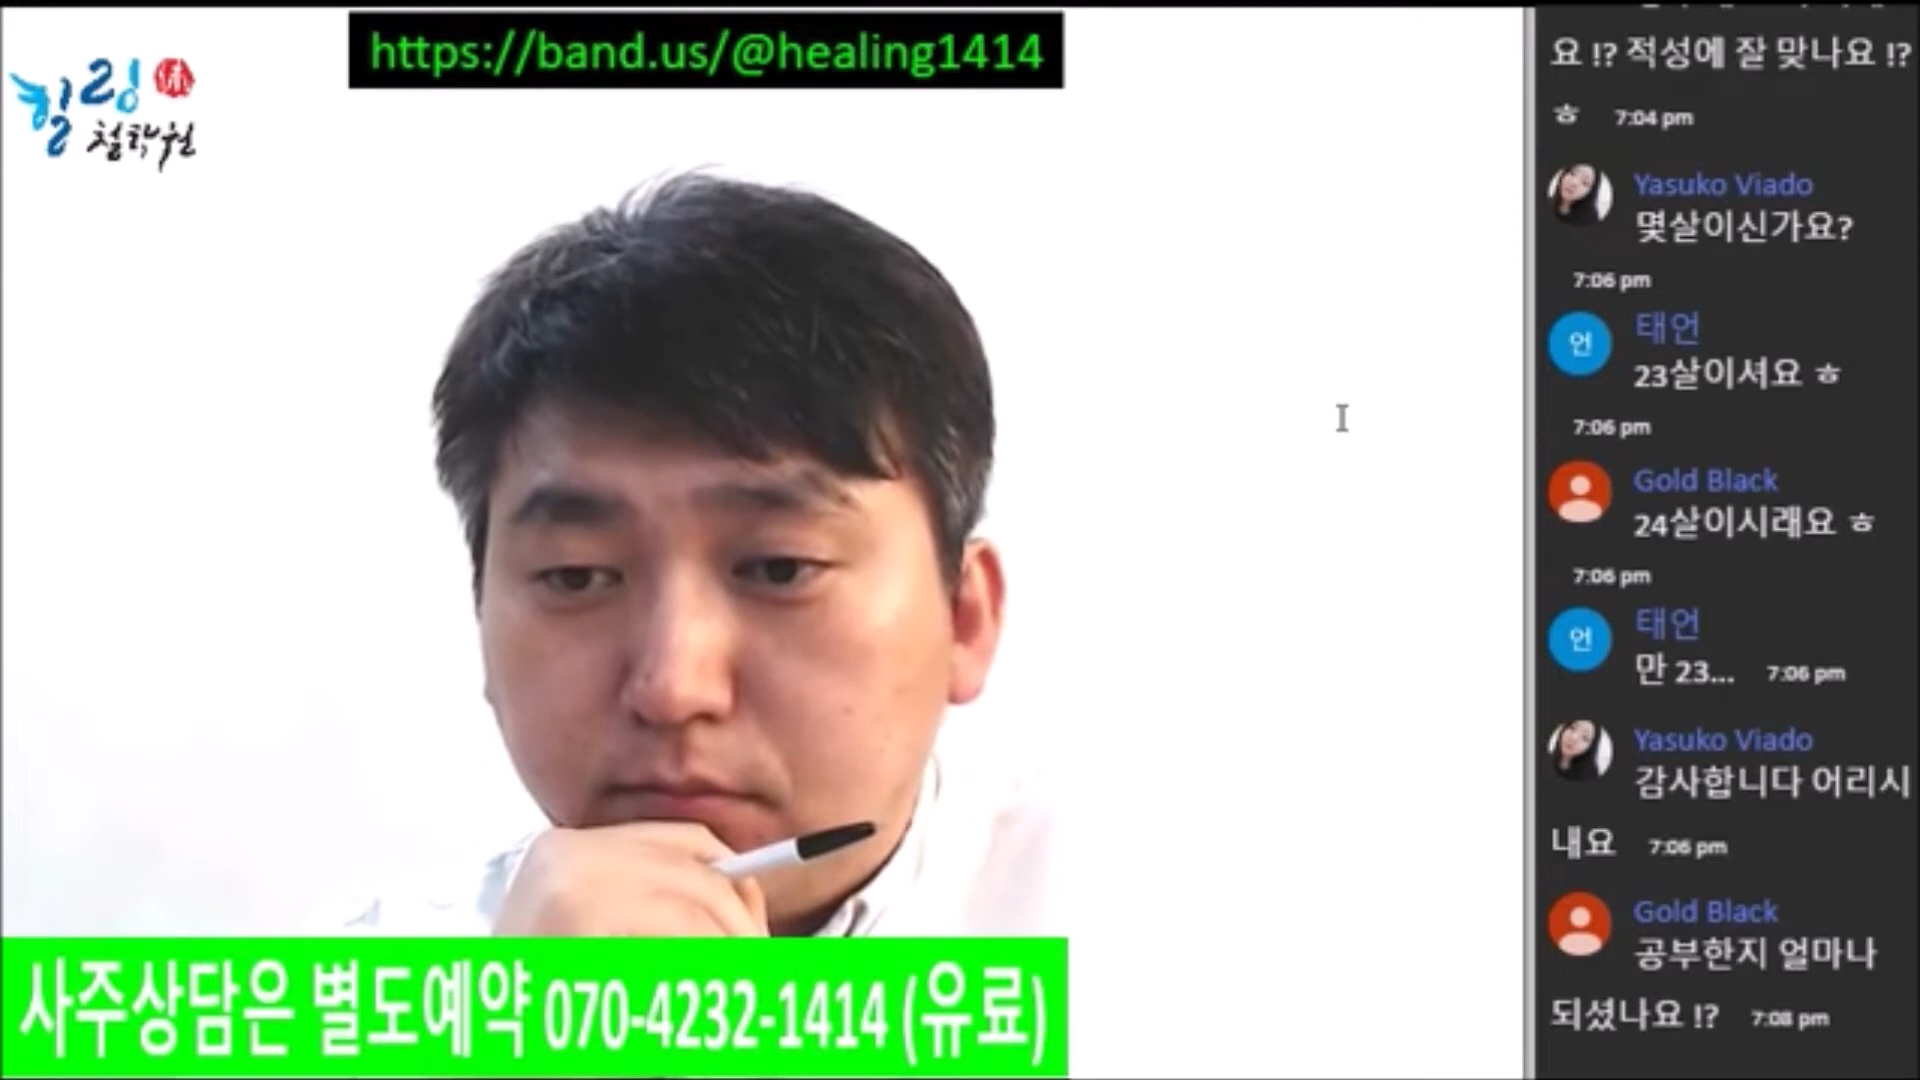 https://band.us/@healing1414
힐링
철학원
사주상담은 별도예약 070-4232-1414 (유료)
요 !? 적성에 잘 맞나요 !?
ㅎ 7:04 pm
Yasuko Viado
몇살이신가요?
7:06 pm
언
태언
23살이셔요 ㅎ
7:06 pm
Gold Black
24살이시래요 ㅎ
7:06 pm
언
태언
만 23... 7:06 pm
Yasuko Viado
감사합니다 어리시
내요 7:06 pm
Gold Black
공부한지 얼마나
되셨나요 !? 7:08 pm